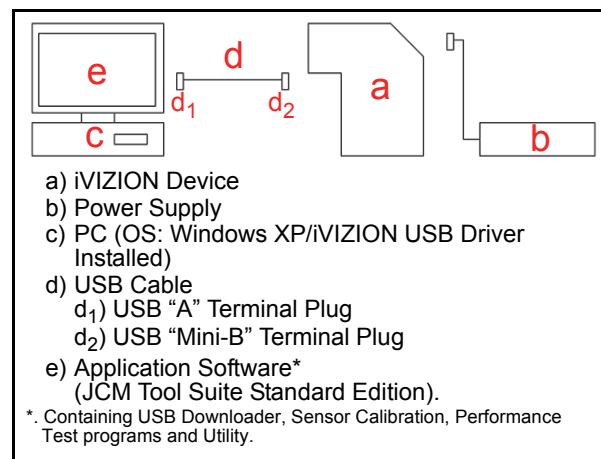 e
d
a
d1
d2
c
b
a) iVIZION Device
b) Power Supply
c) PC (OS: Windows XP/iVIZION USB Driver
Installed)
d) USB Cable
d1) USB “A” Terminal Plug
d2) USB “Mini-B” Terminal Plug
e) Application Software*
(JCM Tool Suite Standard Edition).
*. Containing USB Downloader, Sensor Calibration, Performance
Test programs and Utility.